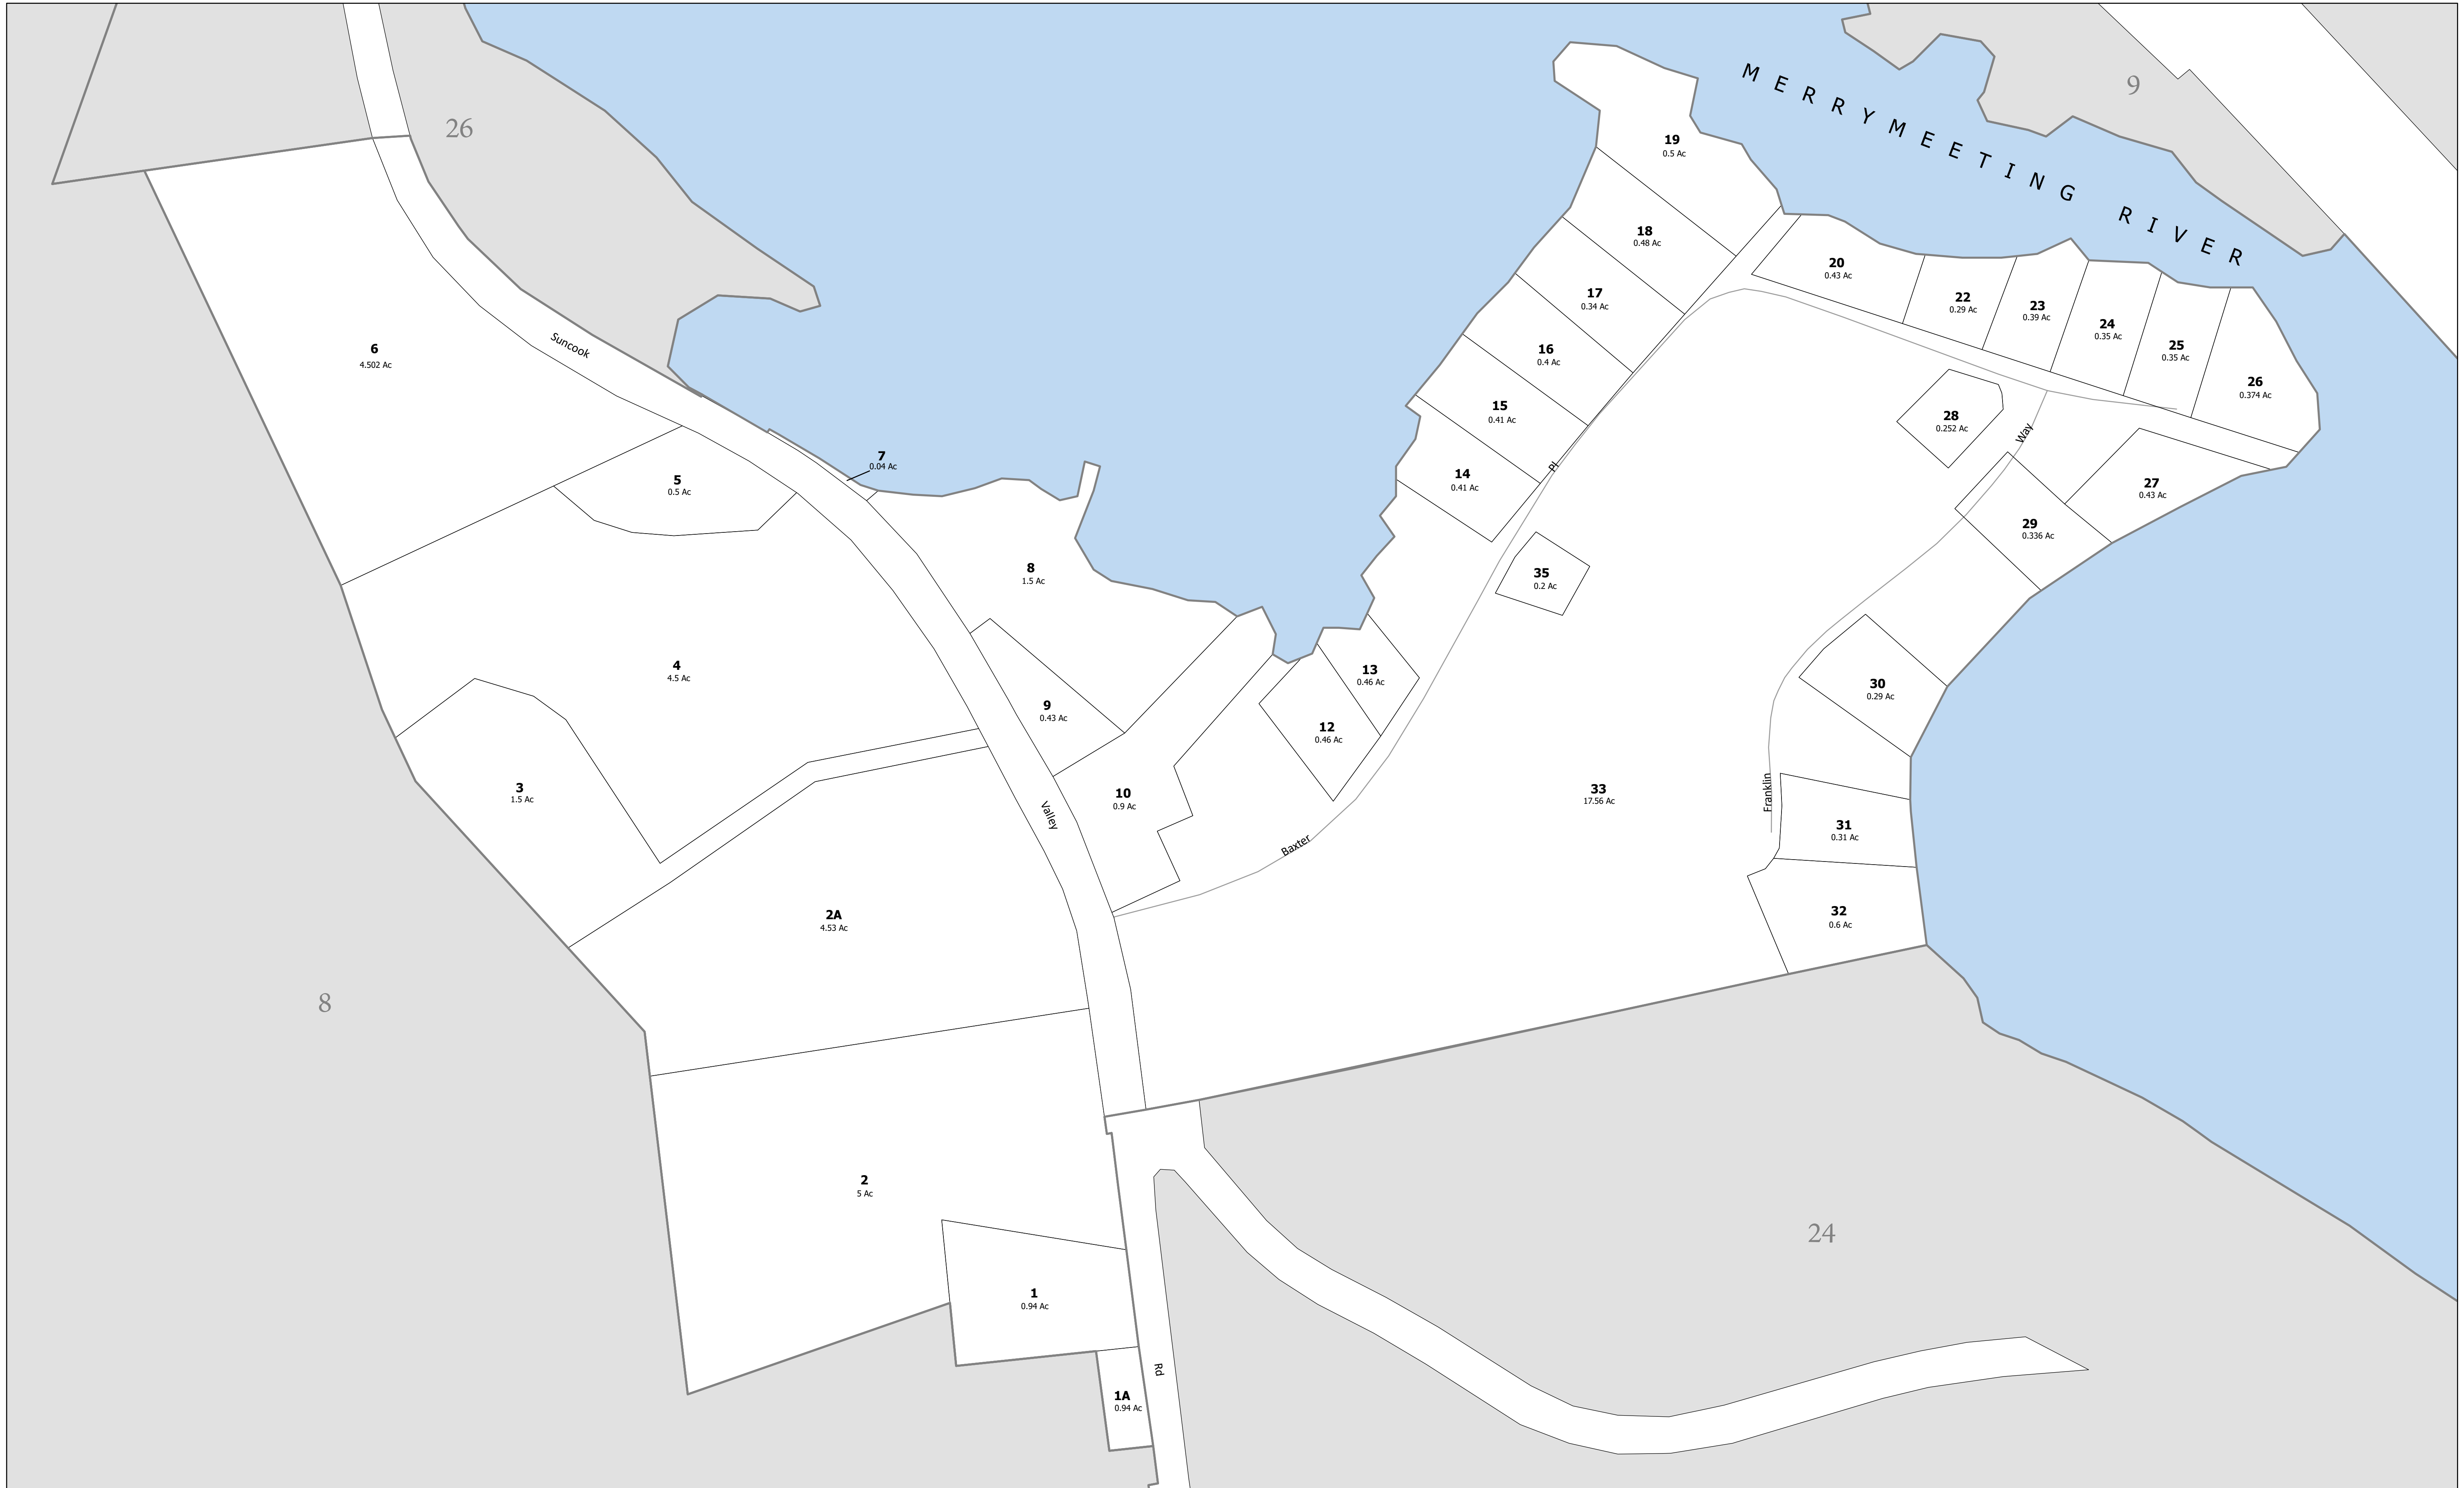 9
26
MERRYMEETING RIVER
19
0.5 Ac
18
0.48 Ac
20
0.43 Ac
17
0.34 Ac
22
0.29 Ac
23
0.39 Ac
24
0.35 Ac
25
0.35 Ac
26
0.374 Ac
6
4.502 Ac
Suncook
16
0.4 Ac
15
0.41 Ac
28
0.252 Ac
Way
7
0.04 Ac
5
0.5 Ac
14
0.41 Ac
Pl
27
0.43 Ac
29
0.336 Ac
8
1.5 Ac
35
0.2 Ac
4
4.5 Ac
13
0.46 Ac
30
0.29 Ac
9
0.43 Ac
12
0.46 Ac
3
1.5 Ac
10
0.9 Ac
33
17.56 Ac
Franklin
Valley
Baxter
31
0.31 Ac
2A
4.53 Ac
32
0.6 Ac
8
2
5 Ac
24
1
0.94 Ac
Rd
1A
0.94 Ac